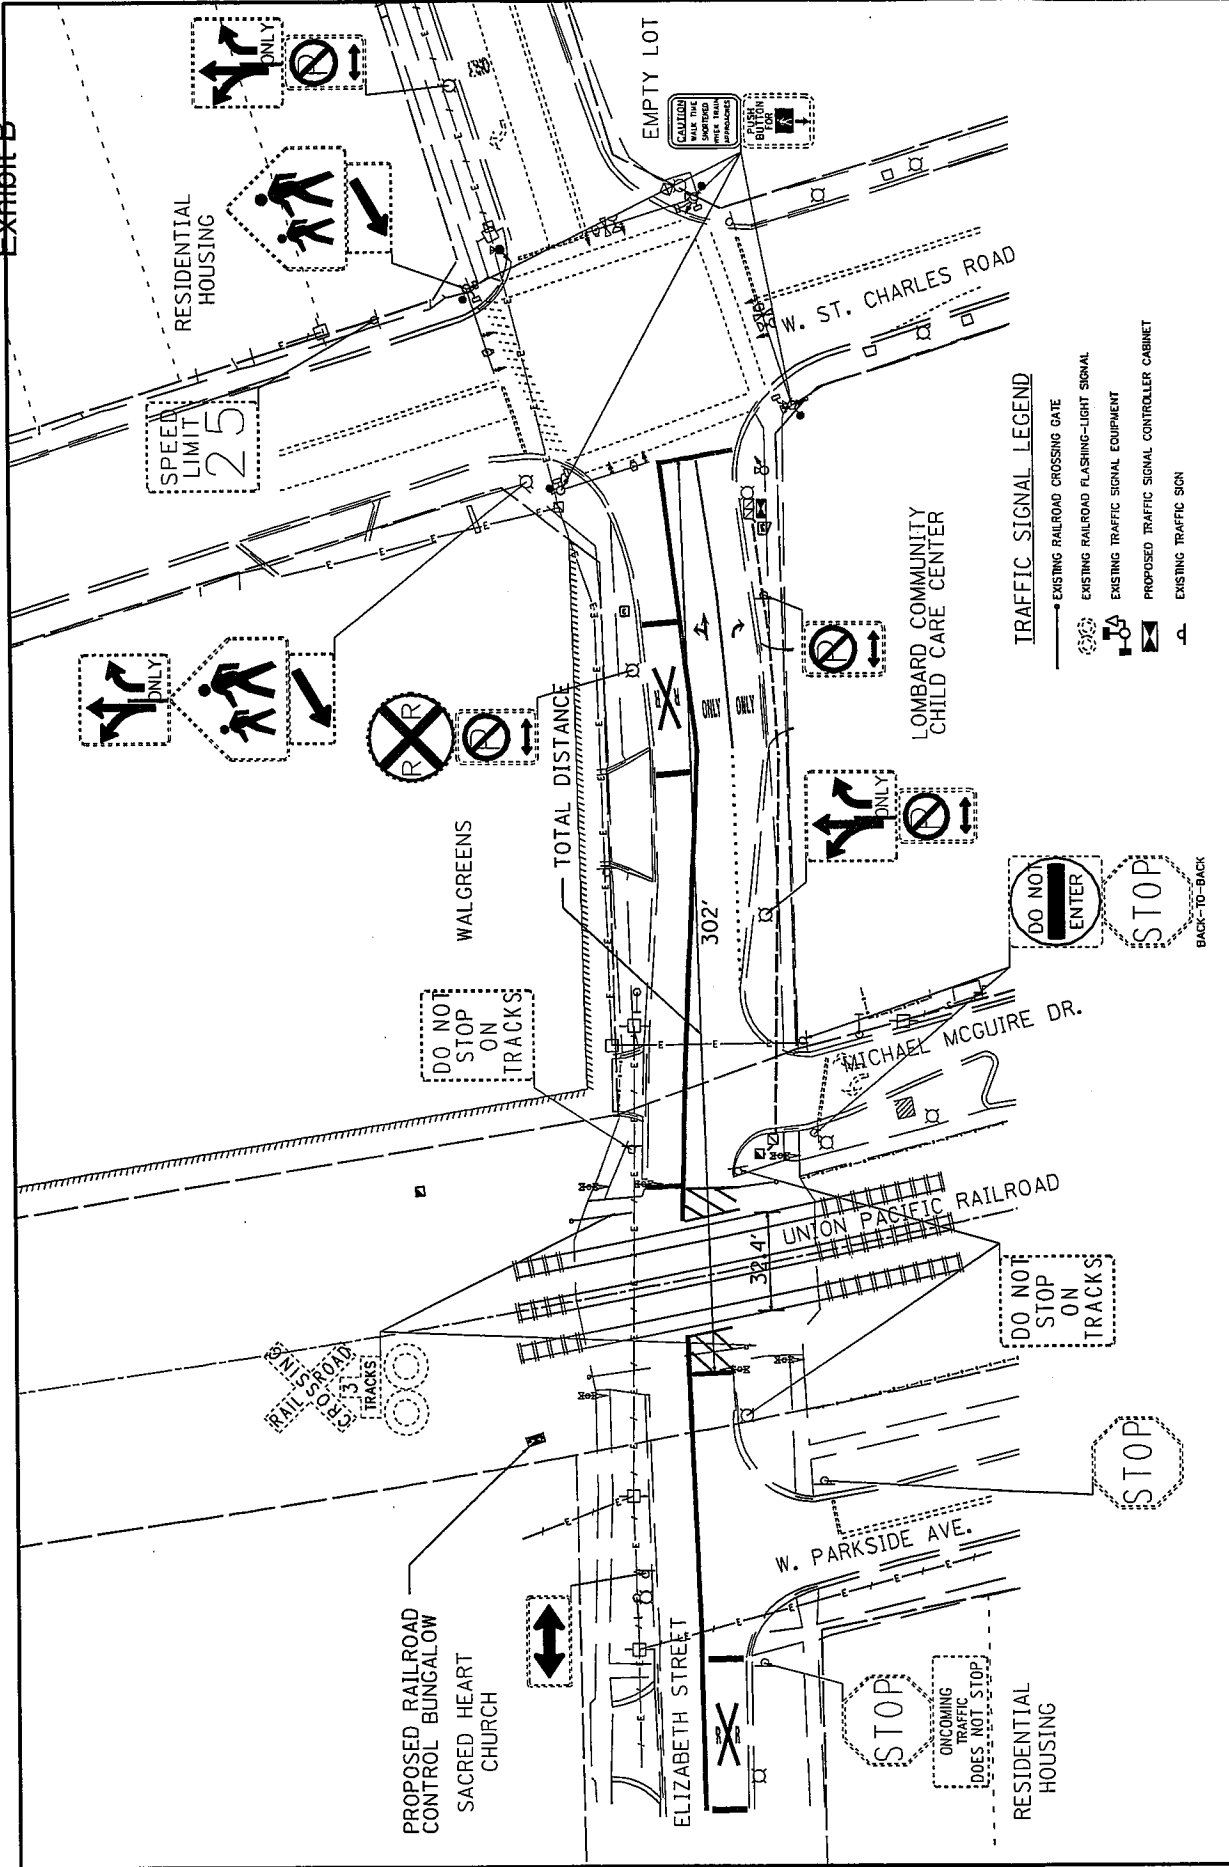 Exhibit B
RESIDENTIAL
HOUSING
SPEED
LIMIT
25
ONLY
P
EMPTY LOT
CAUTION
WALK TIME
SHORTENED
WHEN TRAIN
APPROACHES
PUSH
BUTTON
FOR
W. ST. CHARLES ROAD
ONLY
R R
P
WALGREENS
TOTAL DISTANCE
302'
R R
ONLY
ONLY
P
LOMBARD COMMUNITY
CHILD CARE CENTER
ONLY
P
TRAFFIC SIGNAL LEGEND
EXISTING RAILROAD CROSSING GATE
EXISTING RAILROAD FLASHING-LIGHT SIGNAL
EXISTING TRAFFIC SIGNAL EQUIPMENT
PROPOSED TRAFFIC SIGNAL CONTROLLER CABINET
EXISTING TRAFFIC SIGN
DO NOT
STOP
ON
TRACKS
DO NOT
ENTER
STOP
BACK-TO-BACK
MICHAEL MCGUIRE DR.
UNION PACIFIC RAILROAD
32.4'
DO NOT
STOP
ON
TRACKS
RAILROAD
CROSSING
3
TRACKS
STOP
W. PARKSIDE AVE.
PROPOSED RAILROAD
CONTROL BUNGALOW
SACRED HEART
CHURCH
ELIZABETH STREET
R R
STOP
ONCOMING
TRAFFIC
DOES NOT STOP
RESIDENTIAL
HOUSING